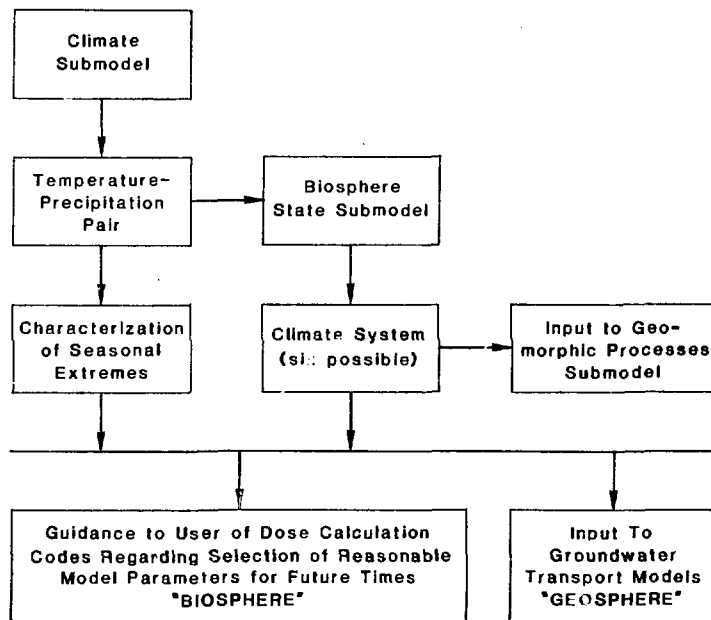 Climate
Submodel
Temperature-
Precipitation
Pair
Biosphere
State Submodel
Characterization
of Seasonal
Extremes
Climate System
(six possible)
Input to Geo-
morphic Processes
Submodel
Guidance to User of Dose Calculation
Codes Regarding Selection of Reasonable
Model Parameters for Future Times
"BIOSPHERE"
Input To
Groundwater
Transport Models
"GEOSPHERE"